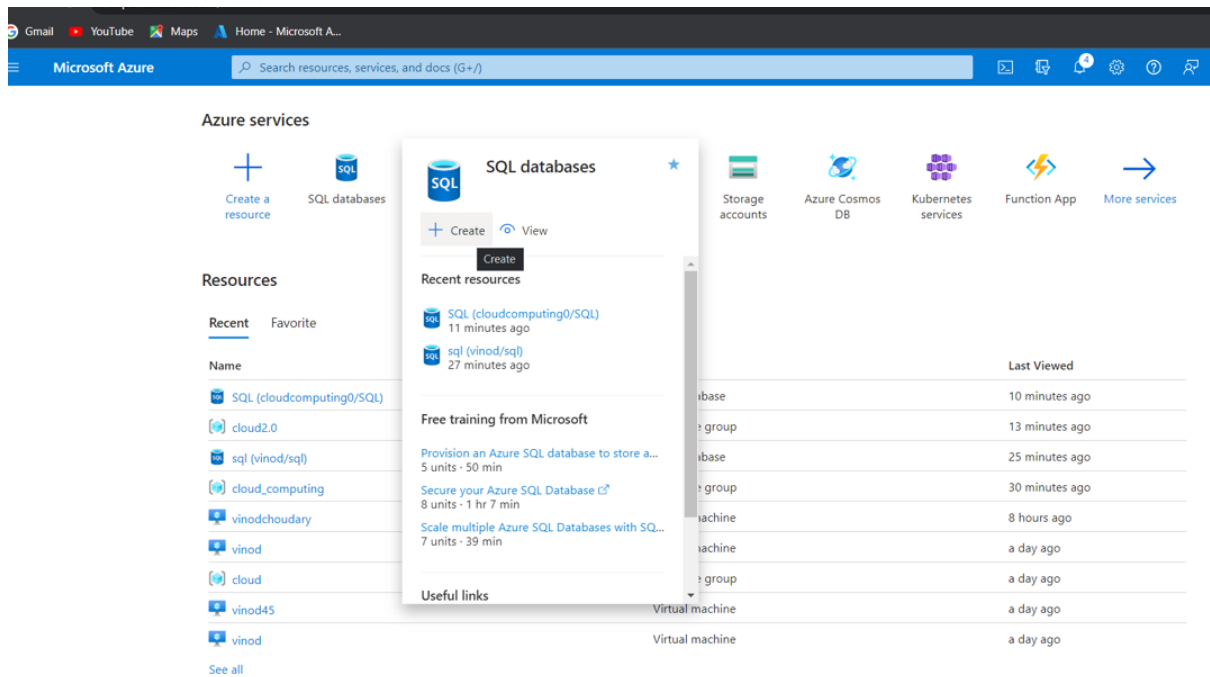 Gmail YouTube Maps Home - Microsoft A...
Microsoft Azure Search resources, services, and docs (G+/) 4
Azure services
Create a resource
SQL databases
SQL
SQL databases
SQL
Create View
Create
Storage accounts
Azure Cosmos DB
Kubernetes services
Function App
More services
Recent resources
SQL (cloudcomputing0/SQL)
11 minutes ago
sql (vinod/sql)
27 minutes ago
Free training from Microsoft
Provision an Azure SQL database to store a...
5 units · 50 min
Secure your Azure SQL Database
8 units · 1 hr 7 min
Scale multiple Azure SQL Databases with SQ...
7 units · 39 min
Useful links
Resources
Recent Favorite
Name Last Viewed
SQL (cloudcomputing0/SQL) 10 minutes ago
cloud2.0 group 13 minutes ago
sql (vinod/sql) 25 minutes ago
cloud_computing group 30 minutes ago
vinodchoudary 8 hours ago
vinod a day ago
cloud group a day ago
vinod45 Virtual machine a day ago
vinod Virtual machine a day ago
See all